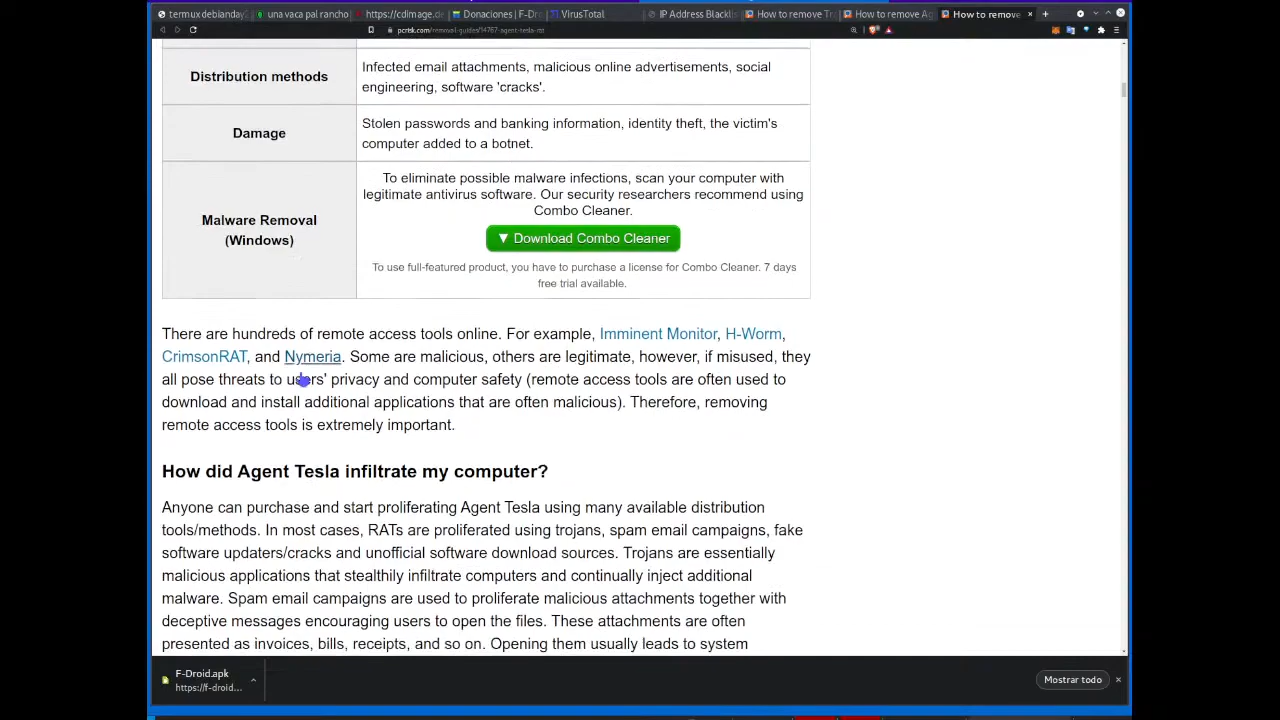 termux debianday
una vaca pal rancho
https://cdimage.de
Donaciones | F-Dro
VirusTotal
IP Address Blacklis
How to remove Tr
How to remove Ag
How to remove
pcrisk.com/removal-guides/14767-agent-tesla-rat
Distribution methods
Infected email attachments, malicious online advertisements, social
engineering, software 'cracks'.
Damage
Stolen passwords and banking information, identity theft, the victim's
computer added to a botnet.
Malware Removal
(Windows)
To eliminate possible malware infections, scan your computer with
legitimate antivirus software. Our security researchers recommend using
Combo Cleaner.
▼ Download Combo Cleaner
To use full-featured product, you have to purchase a license for Combo Cleaner. 7 days
free trial available.
There are hundreds of remote access tools online. For example, Imminent Monitor, H-Worm,
CrimsonRAT, and Nymeria. Some are malicious, others are legitimate, however, if misused, they
all pose threats to users' privacy and computer safety (remote access tools are often used to
download and install additional applications that are often malicious). Therefore, removing
remote access tools is extremely important.
How did Agent Tesla infiltrate my computer?
Anyone can purchase and start proliferating Agent Tesla using many available distribution
tools/methods. In most cases, RATs are proliferated using trojans, spam email campaigns, fake
software updaters/cracks and unofficial software download sources. Trojans are essentially
malicious applications that stealthily infiltrate computers and continually inject additional
malware. Spam email campaigns are used to proliferate malicious attachments together with
deceptive messages encouraging users to open the files. These attachments are often
presented as invoices, bills, receipts, and so on. Opening them usually leads to system
F-Droid.apk
https://f-droid...
Mostrar todo